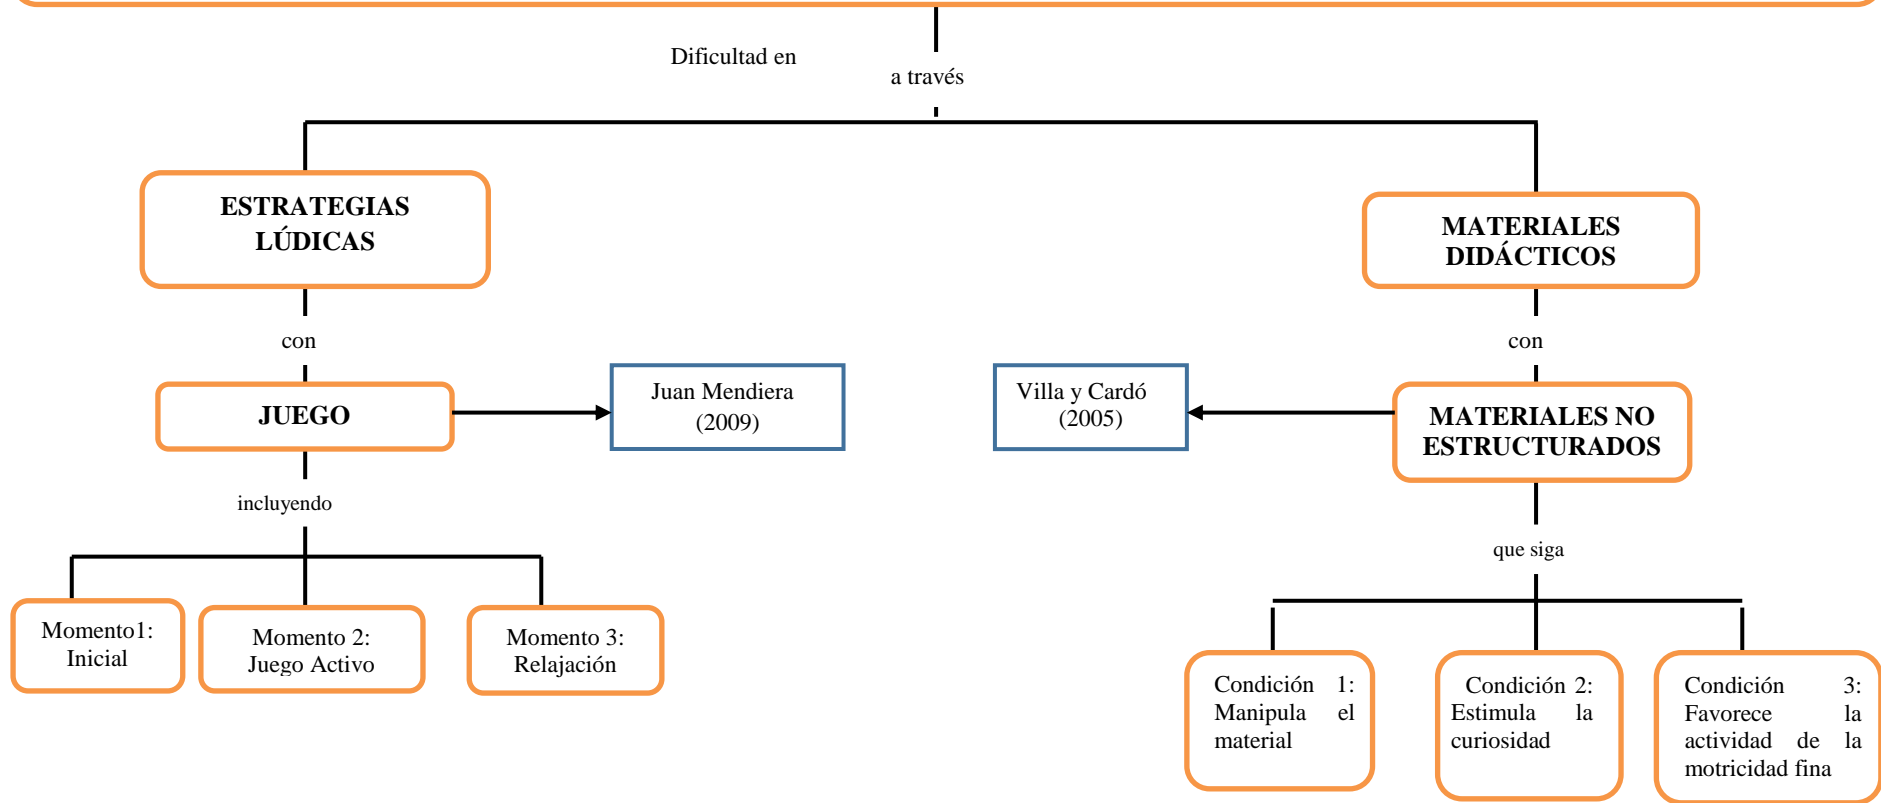 Dificultad en
a través
ESTRATEGIAS
LÚDICAS
MATERIALES
DIDÁCTICOS
con
con
JUEGO
Juan Mendiera
(2009)
Villa y Cardó
(2005)
MATERIALES NO
ESTRUCTURADOS
incluyendo
que siga
Momento1:
Inicial
Momento 2:
Juego Activo
Momento 3:
Relajación
Condición 1:
Manipula el
material
Condición 2:
Estimula la
curiosidad
Condición 3:
Favorece la
actividad de la
motricidad fina